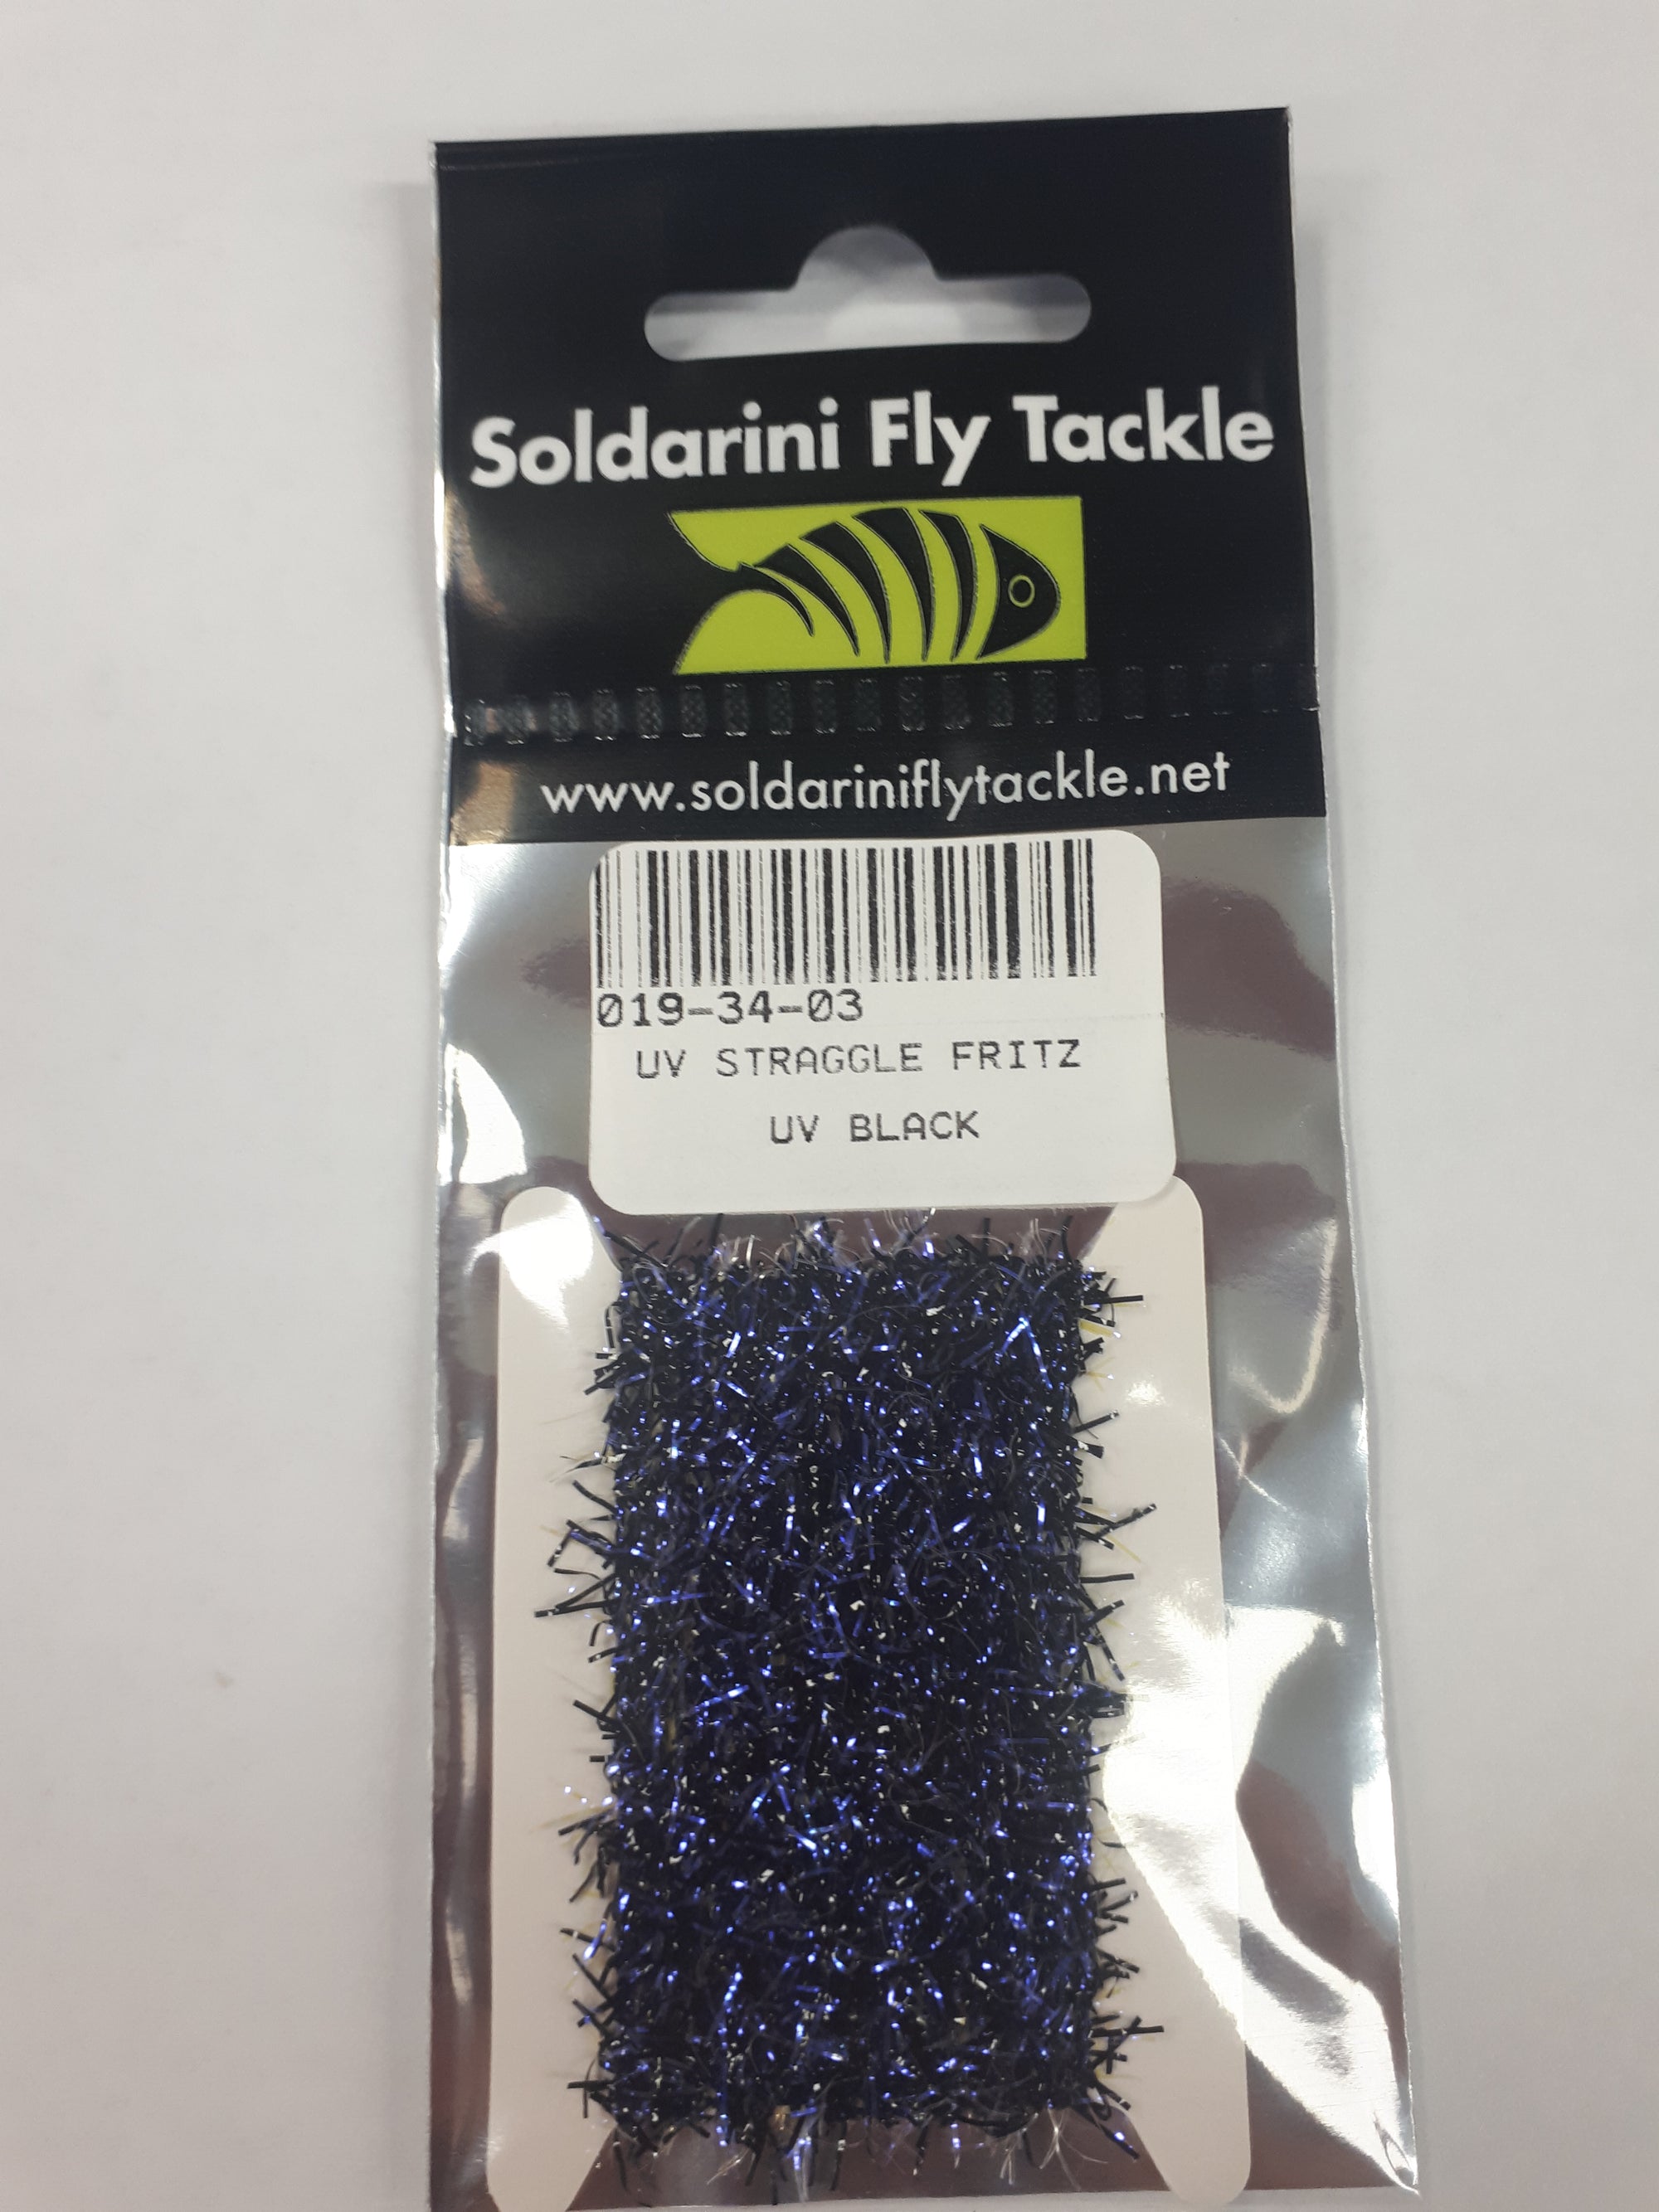 Soldarini Fly Tackle
www.soldariniflytackle.net
019-34-03
UV STRAGGLE FRITZ
UV BLACK